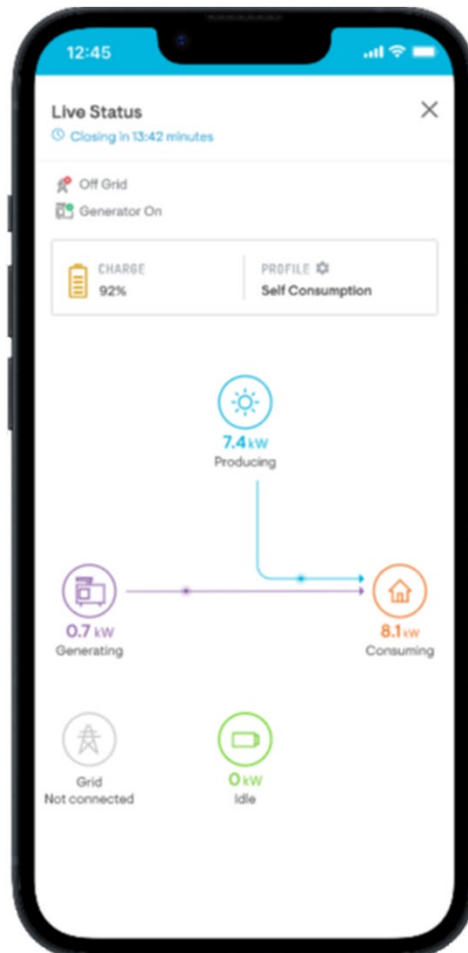 12:45
Live Status
Closing in 13:42 minutes
Off Grid
Generator On
CHARGE
92%
PROFILE
Self Consumption
7.4 kW
Producing
0.7 kW
Generating
8.1 kW
Consuming
Grid
Not connected
0 kW
Idle